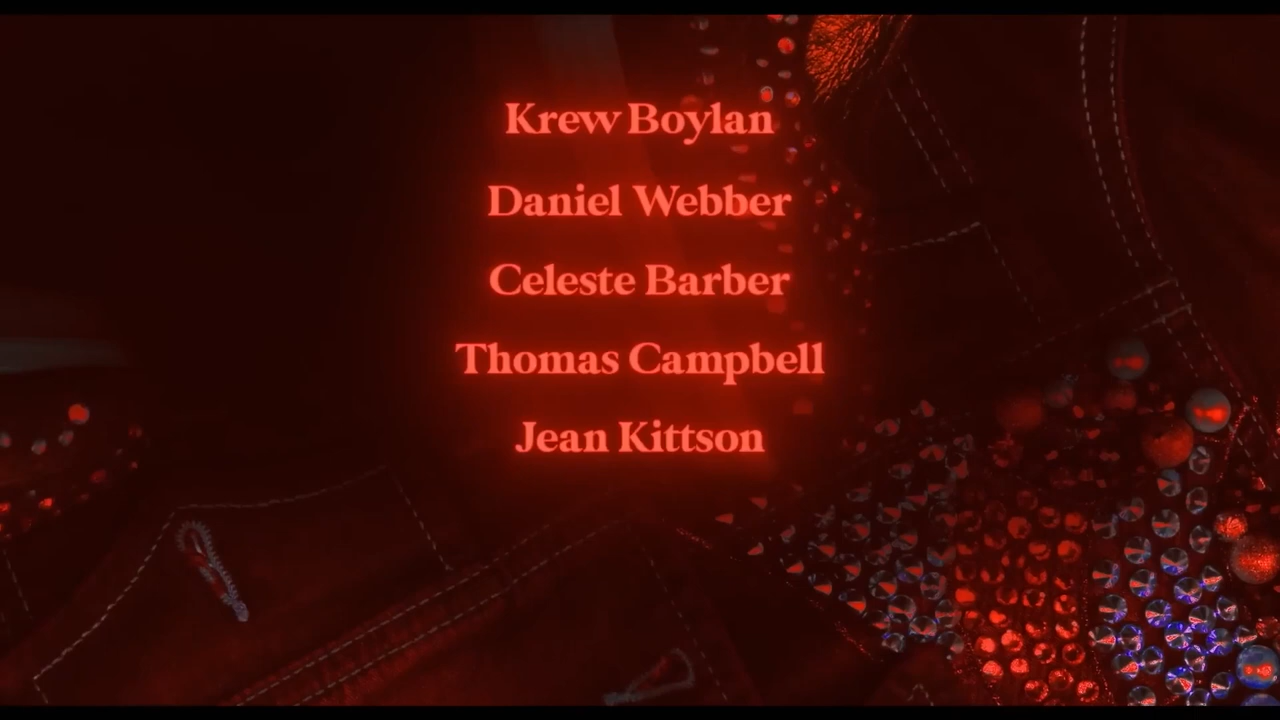 Krew Boylan
Daniel Webber
Celeste Barber
Thomas Campbell
Jean Kittson